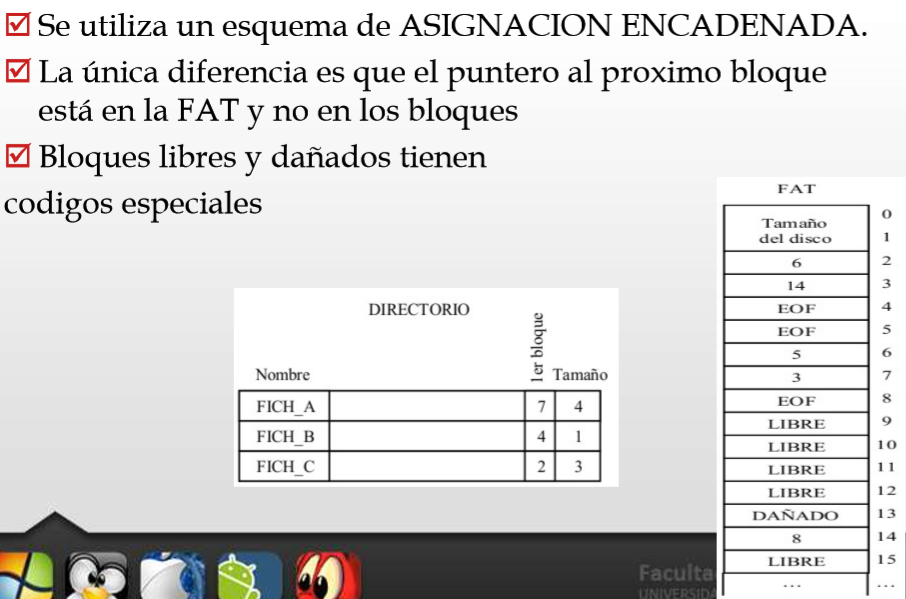 Se utiliza un esquema de ASIGNACION ENCADENADA.
La única diferencia es que el puntero al proximo bloque
está en la FAT y no en los bloques
Bloques libres y dañados tienen
codigos especiales
DIRECTORIO
Nombre 1er bloque Tamaño
FICH_A 7 4
FICH_B 4 1
FICH_C 2 3
FAT
Tamaño 0
del disco 1
6 2
14 3
EOF 4
EOF 5
5 6
3 7
EOF 8
LIBRE 9
LIBRE 10
LIBRE 11
LIBRE 12
DAÑADO 13
8 14
LIBRE 15
... ...